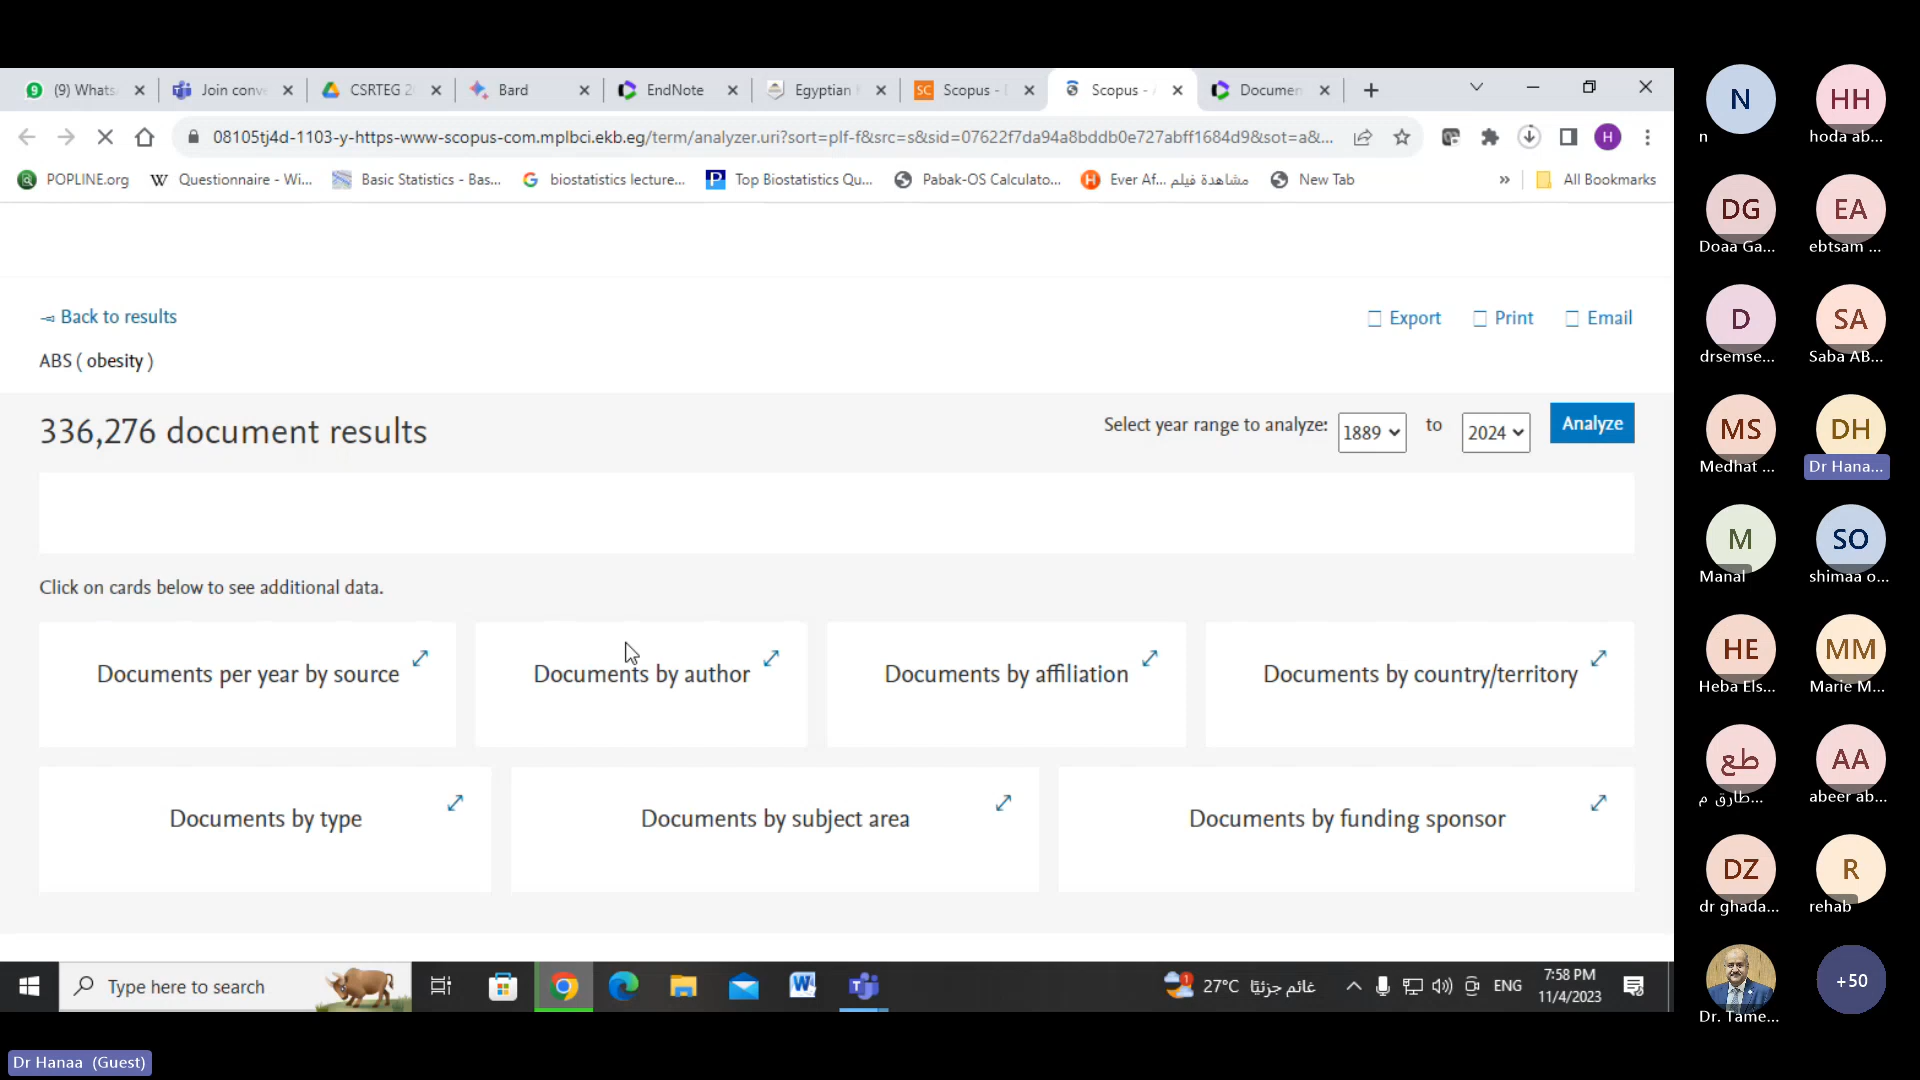 (9) Whats
Join conv
CSRTEG 2
Bard
EndNote
Egyptian
SC Scopus -
Scopus -
Documen
08105tj4d-1103-y-https-www-scopus-com.mplbci.ekb.eg/term/analyzer.uri?sort=plf-f&src=s&sid=07622f7da94a8bddb0e727abff1684d9&sot=a&...
H
POPLINE.org
W Questionnaire - Wi...
Basic Statistics - Bas...
G biostatistics lecture...
P Top Biostatistics Qu...
Pabak-OS Calculato...
H Ever Af... مشاهدة فيلم
New Tab
»
All Bookmarks
Back to results
Export
Print
Email
ABS ( obesity )
336,276 document results
Select year range to analyze: 1889 to 2024 Analyze
Click on cards below to see additional data.
Documents per year by source
Documents by author
Documents by affiliation
Documents by country/territory
Documents by type
Documents by subject area
Documents by funding sponsor
Type here to search
1
27°C غائم جزئيًا
ENG
7:58 PM
11/4/2023
Dr Hanaa (Guest)
N
n
HH
hoda ab...
DG
Doaa Ga...
EA
ebtsam ...
D
drsemse...
SA
Saba AB...
MS
Medhat ...
DH
Dr Hana...
M
Manal
SO
shimaa o...
HE
Heba Els...
MM
Marie M...
طع
طارق م...
AA
abeer ab...
DZ
dr ghada...
R
rehab
Dr. Tame...
+50